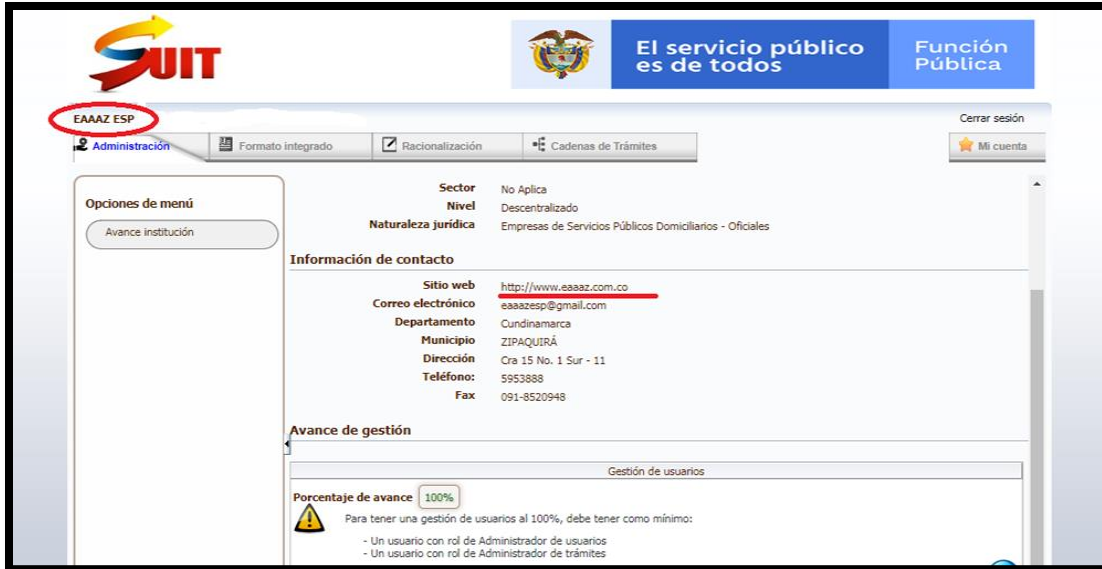 SUIT
El servicio público
es de todos
Función
Pública
EAAAZ ESP
Cerrar sesión
Administración
Formato integrado
Racionalización
Cadenas de Trámites
Mi cuenta
Opciones de menú
Avance institución
Sector No Aplica
Nivel Descentralizado
Naturaleza jurídica Empresas de Servicios Públicos Domiciliarios - Oficiales
Información de contacto
Sitio web http://www.eaaaz.com.co
Correo electrónico eaaazesp@gmail.com
Departamento Cundinamarca
Municipio ZIPAQUIRÁ
Dirección Cra 15 No. 1 Sur - 11
Teléfono: 5953888
Fax 091-8520948
Avance de gestión
Gestión de usuarios
Porcentaje de avance 100%
Para tener una gestión de usuarios al 100%, debe tener como mínimo:
- Un usuario con rol de Administrador de usuarios
- Un usuario con rol de Administrador de trámites